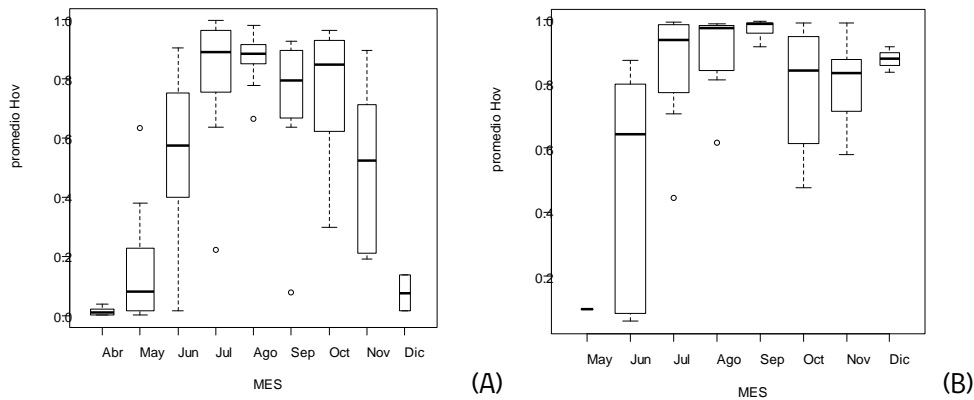 promedio Hov
1.0
0.8
0.6
0.4
0.2
0.0
Abr May Jun Jul Ago Sep Oct Nov Dic
MES
(A)
promedio Hov
1.0
0.8
0.6
0.4
0.2
May Jun Jul Ago Sep Oct Nov Dic
MES
(B)